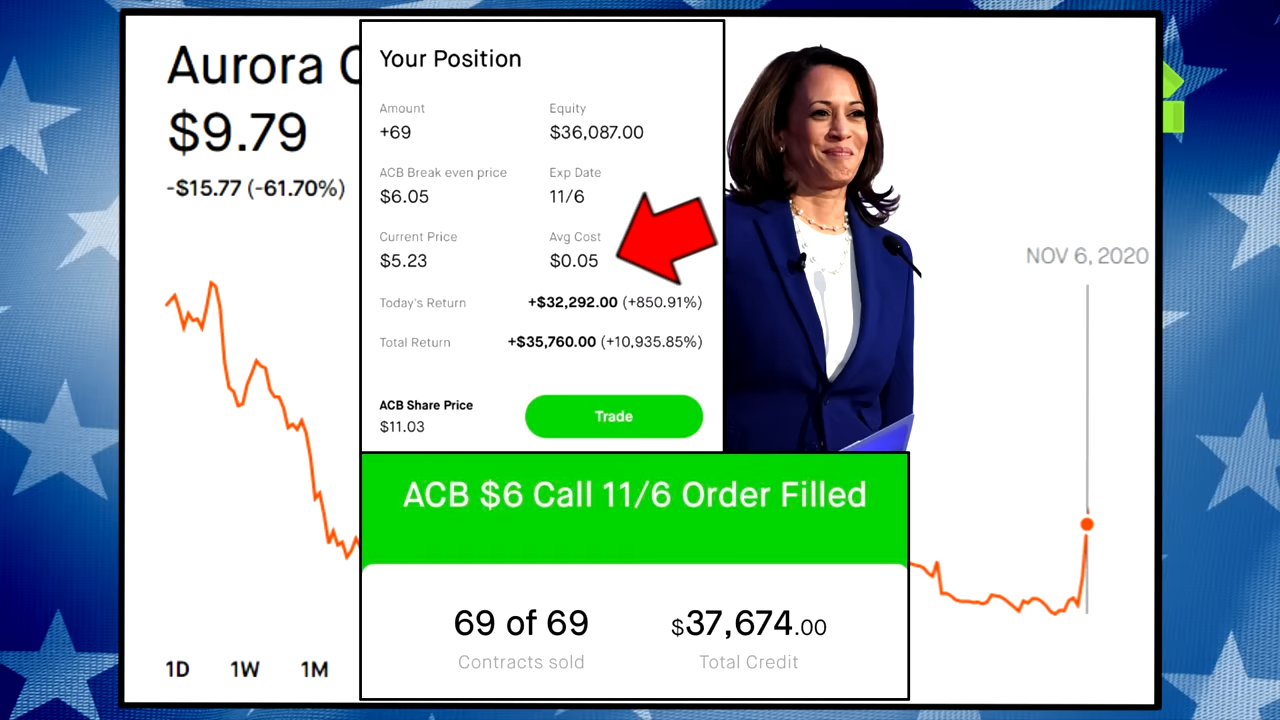 Aurora C
$9.79
-$15.77 (-61.70%)
Your Position
Amount
Equity
+69
$36,087.00
ACB Break even price
Exp Date
$6.05
11/6
Current Price
Avg Cost
$5.23
$0.05
Today's Return
+$32,292.00 (+850.91%)
Total Return
+$35,760.00 (+10,935.85%)
ACB Share Price
$11.03
Trade
NOV 6, 2020
ACB $6 Call 11/6 Order Filled
69 of 69
$37,674.00
Contracts sold
Total Credit
1D
1W
1M